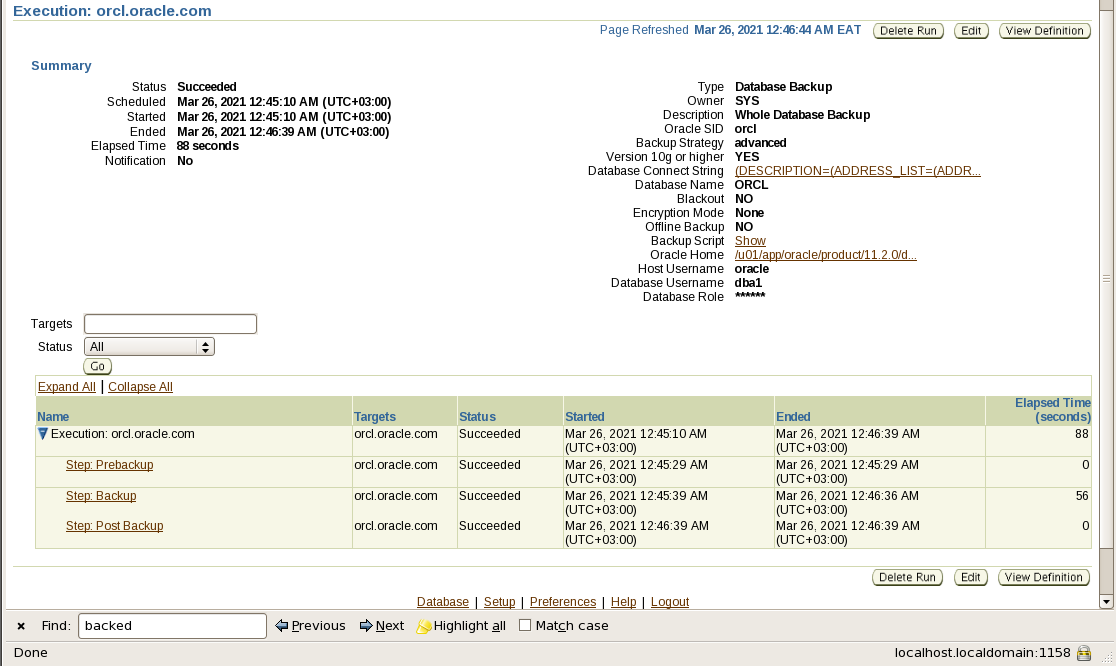 Execution: orcl.oracle.com
Page Refreshed Mar 26, 2021 12:46:44 AM EAT Delete Run Edit View Definition
Summary
Status Succeeded
Scheduled Mar 26, 2021 12:45:10 AM (UTC+03:00)
Started Mar 26, 2021 12:45:10 AM (UTC+03:00)
Ended Mar 26, 2021 12:46:39 AM (UTC+03:00)
Elapsed Time 88 seconds
Notification No
Type Database Backup
Owner SYS
Description Whole Database Backup
Oracle SID orcl
Backup Strategy advanced
Version 10g or higher YES
Database Connect String (DESCRIPTION=(ADDRESS_LIST=(ADDR...
Database Name ORCL
Blackout NO
Encryption Mode None
Offline Backup NO
Backup Script Show
Oracle Home /u01/app/oracle/product/11.2.0/d...
Host Username oracle
Database Username dba1
Database Role ******
Targets
Status All
Go
Expand All | Collapse All
Name Targets Status Started Ended Elapsed Time
(seconds)
Execution: orcl.oracle.com orcl.oracle.com Succeeded Mar 26, 2021 12:45:10 AM Mar 26, 2021 12:46:39 AM 88
(UTC+03:00) (UTC+03:00)
Step: Prebackup orcl.oracle.com Succeeded Mar 26, 2021 12:45:29 AM Mar 26, 2021 12:45:29 AM 0
(UTC+03:00) (UTC+03:00)
Step: Backup orcl.oracle.com Succeeded Mar 26, 2021 12:45:39 AM Mar 26, 2021 12:46:36 AM 56
(UTC+03:00) (UTC+03:00)
Step: Post Backup orcl.oracle.com Succeeded Mar 26, 2021 12:46:39 AM Mar 26, 2021 12:46:39 AM 0
(UTC+03:00) (UTC+03:00)
Delete Run Edit View Definition
Database | Setup | Preferences | Help | Logout
Find: backed Previous Next Highlight all Match case
Done localhost.localdomain:1158